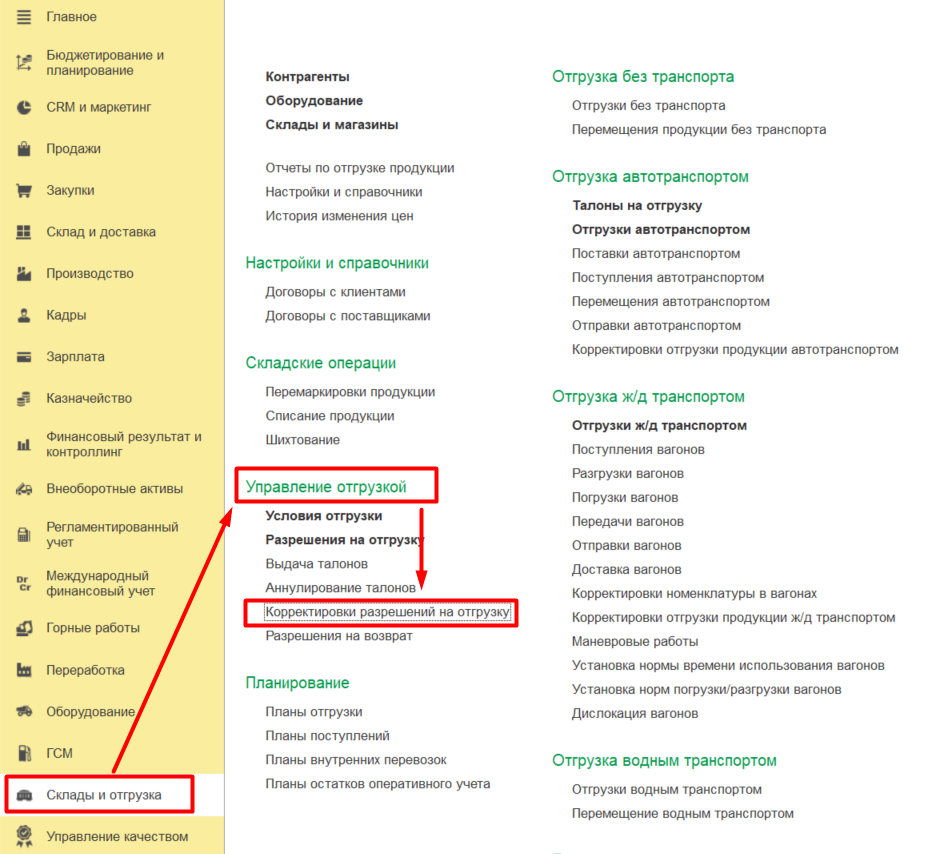 Главное
Бюджетирование и
планирование
CRM и маркетинг
Продажи
Закупки
Склад и доставка
Производство
Кадры
Зарплата
Казначейство
Финансовый результат и
контроллинг
Внеоборотные активы
Регламентированный
учет
Международный
финансовый учет
Горные работы
Переработка
Оборудование
ГСМ
Склады и отгрузка
Управление качеством
Контрагенты
Оборудование
Склады и магазины
Отчеты по отгрузке продукции
Настройки и справочники
История изменения цен
Настройки и справочники
Договоры с клиентами
Договоры с поставщиками
Складские операции
Перемаркировки продукции
Списание продукции
Шихтование
Управление отгрузкой
Условия отгрузки
Разрешения на отгрузку
Выдача талонов
Аннулирование талонов
Корректировки разрешений на отгрузку
Разрешения на возврат
Планирование
Планы отгрузки
Планы поступлений
Планы внутренних перевозок
Планы остатков оперативного учета
Отгрузка без транспорта
Отгрузки без транспорта
Перемещения продукции без транспорта
Отгрузка автотранспортом
Талоны на отгрузку
Отгрузки автотранспортом
Поставки автотранспортом
Поступления автотранспортом
Перемещения автотранспортом
Отправки автотранспортом
Корректировки отгрузки продукции автотранспортом
Отгрузка ж/д транспортом
Отгрузки ж/д транспортом
Поступления вагонов
Разгрузки вагонов
Погрузки вагонов
Передачи вагонов
Отправки вагонов
Доставка вагонов
Корректировки номенклатуры в вагонах
Корректировки отгрузки продукции ж/д транспортом
Маневровые работы
Установка нормы времени использования вагонов
Установка норм погрузки/разгрузки вагонов
Дислокация вагонов
Отгрузка водным транспортом
Отгрузки водным транспортом
Перемещение водным транспортом